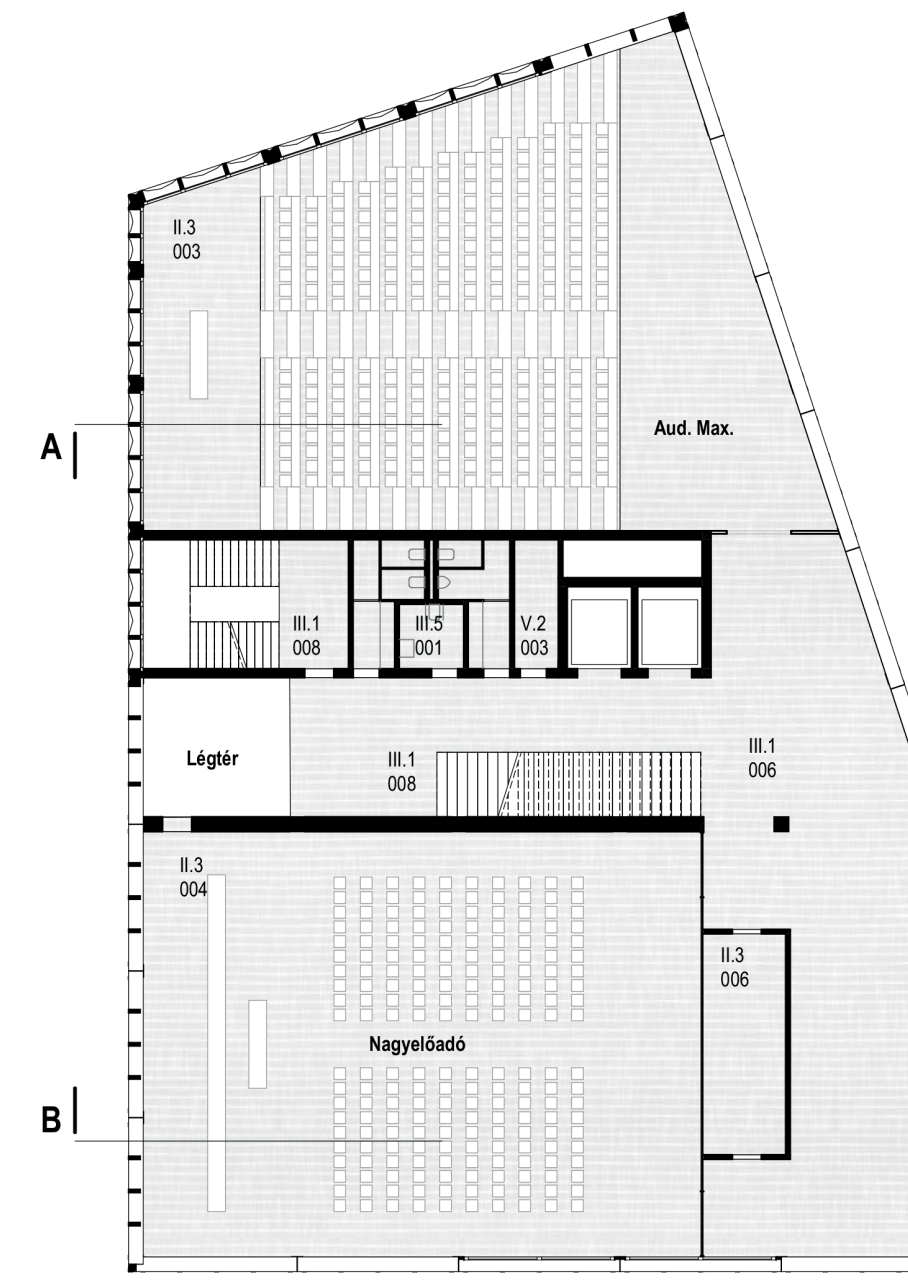 II.3
003
A
Aud. Max.
III.1
008
III.5
001
V.2
003
Légtér
III.1
008
III.1
006
II.3
004
II.3
006
Nagyelőadó
B